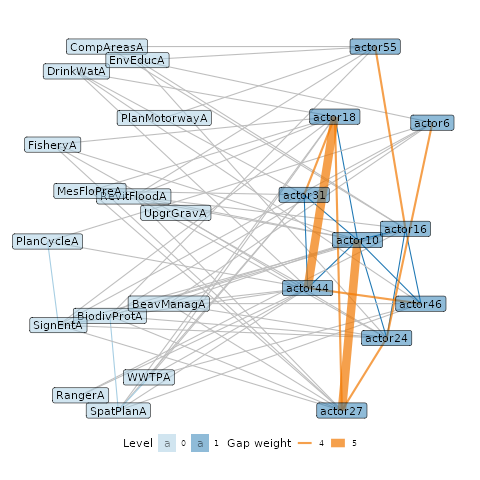 CompAreasA
actor55
EnvEducA
DrinkWatA
PlanMotorwayA
actor18
actor6
FisheryA
MesFloPreA
RevitFloodA
actor31
UpgrGravA
actor16
PlanCycleA
actor10
actor44
BeavManagA
actor46
BiodivProtA
SignEntA
actor24
WWTPA
RangerA
SpatPlanA
actor27
Level a 0 a 1 Gap weight 4 5